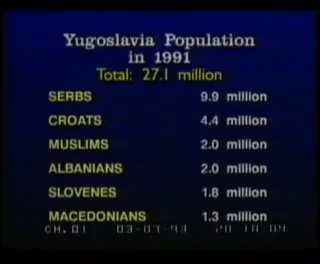 Yugoslavia Population
in 1991
Total: 27.1 million
SERBS 9.9 million
CROATS 4.4 million
MUSLIMS 2.0 million
ALBANIANS 2.0 million
SLOVENES 1.8 million
MACEDONIANS 1.3 million
CH.01 03-07-93 20:10:04